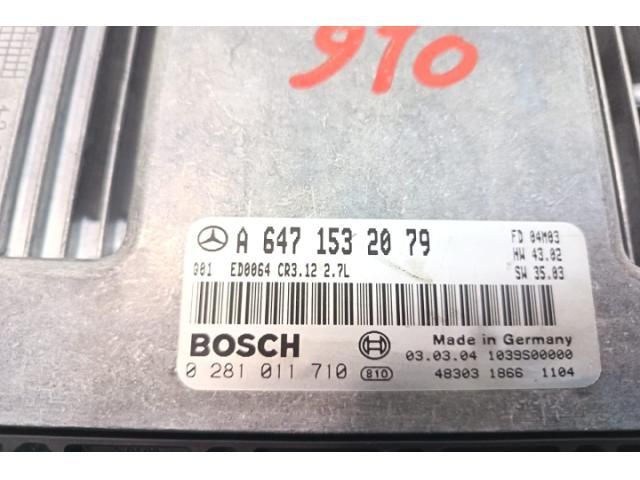 910
A 647 153 20 79
FD 04M03
HW 43.02
SW 35.03
G01 ED0064 CR3.12 2.7L
BOSCH
Made in Germany
03.03.04 1039S00000
0 281 011 710 810
48303 1866 1104